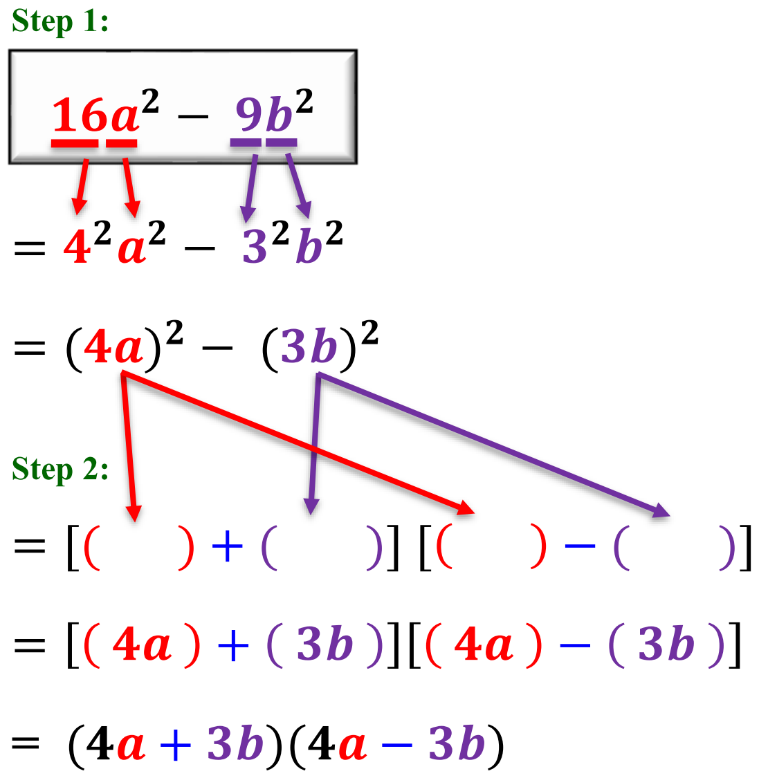 Step 1:
16a² − 9b²
= 4²a² − 3²b²
= (4a)² − (3b)²
Step 2:
= [(    ) + (    )] [(    ) − (    )]
= [( 4a ) + ( 3b )][( 4a ) − ( 3b )]
= (4a + 3b)(4a − 3b)